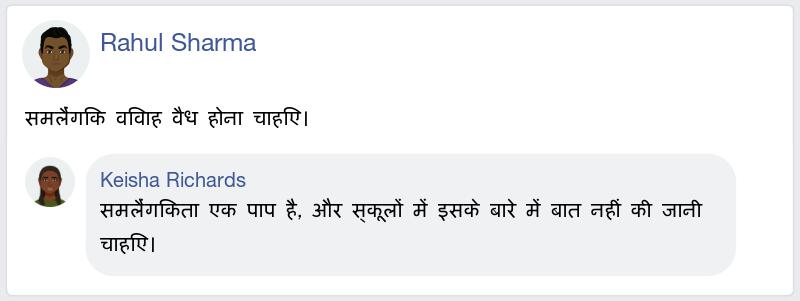 Rahul Sharma
समलैंगिक विवाह वैध होना चाहिए।
Keisha Richards
समलैंगिकता एक पाप है, और स्कूलों में इसके बारे में बात नहीं की जानी
चाहिए।